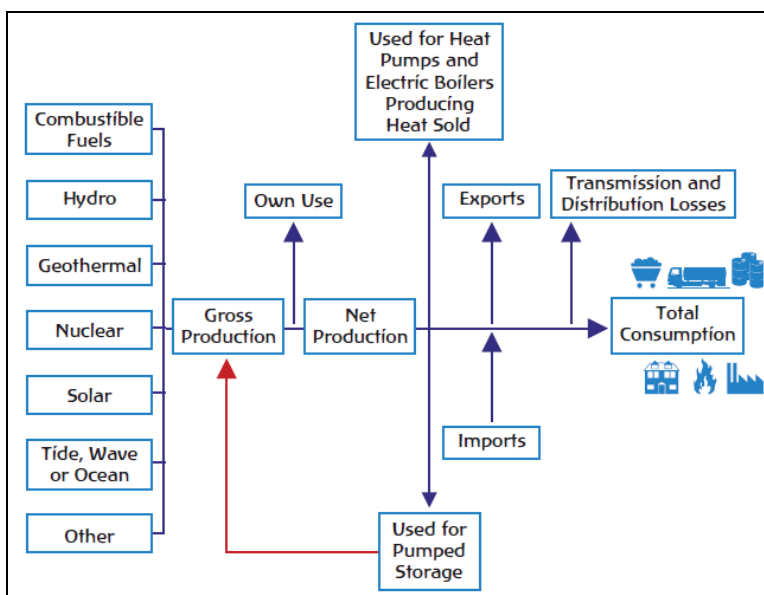 Used for Heat
Pumps and
Electric Boilers
Producing
Heat Sold
Combustible
Fuels
Hydro
Geothermal
Nuclear
Solar
Tide, Wave
or Ocean
Other
Own Use
Exports
Transmission and
Distribution Losses
Gross
Production
Net
Production
Total
Consumption
Imports
Used for
Pumped
Storage